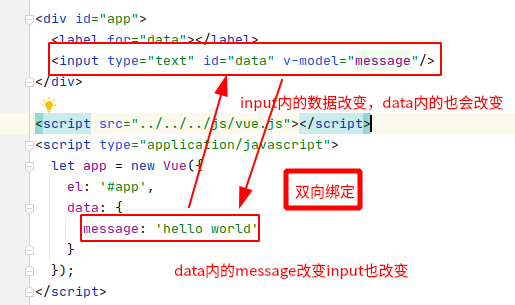 <div id="app">
<label for="data"></label>
<input type="text" id="data" v-model="message"/>
</div>
input内的数据改变，data内的也会改变
<script src="../../../js/vue.js"></script>
<script type="application/javascript">
let app = new Vue({
el: '#app',
双向绑定
data: {
message: 'hello world'
}
data内的message改变input也改变
});
</script>